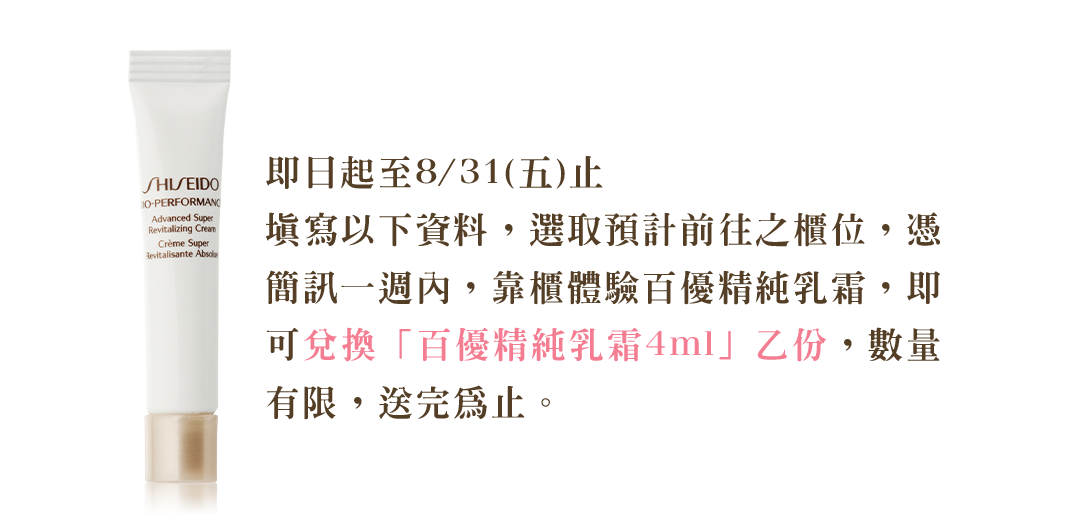 SHISEIDO
IO-PERFORMANC
Advanced Super
Revitalizing Cream
Crème Super
Revitalisante Absolue
即日起至8/31(五)止
填寫以下資料，選取預計前往之櫃位，憑
簡訊一週內，靠櫃體驗百優精純乳霜，即
可兌換「百優精純乳霜4ml」乙份，數量
有限，送完為止。